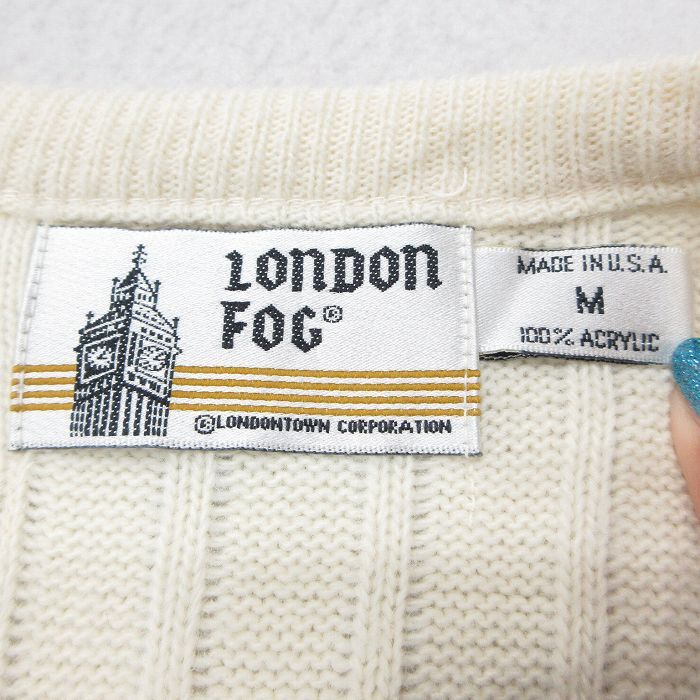 LONDON
FOG®
©LONDONTOWN CORPORATION
MADE IN U.S.A.
M
100% ACRYLIC